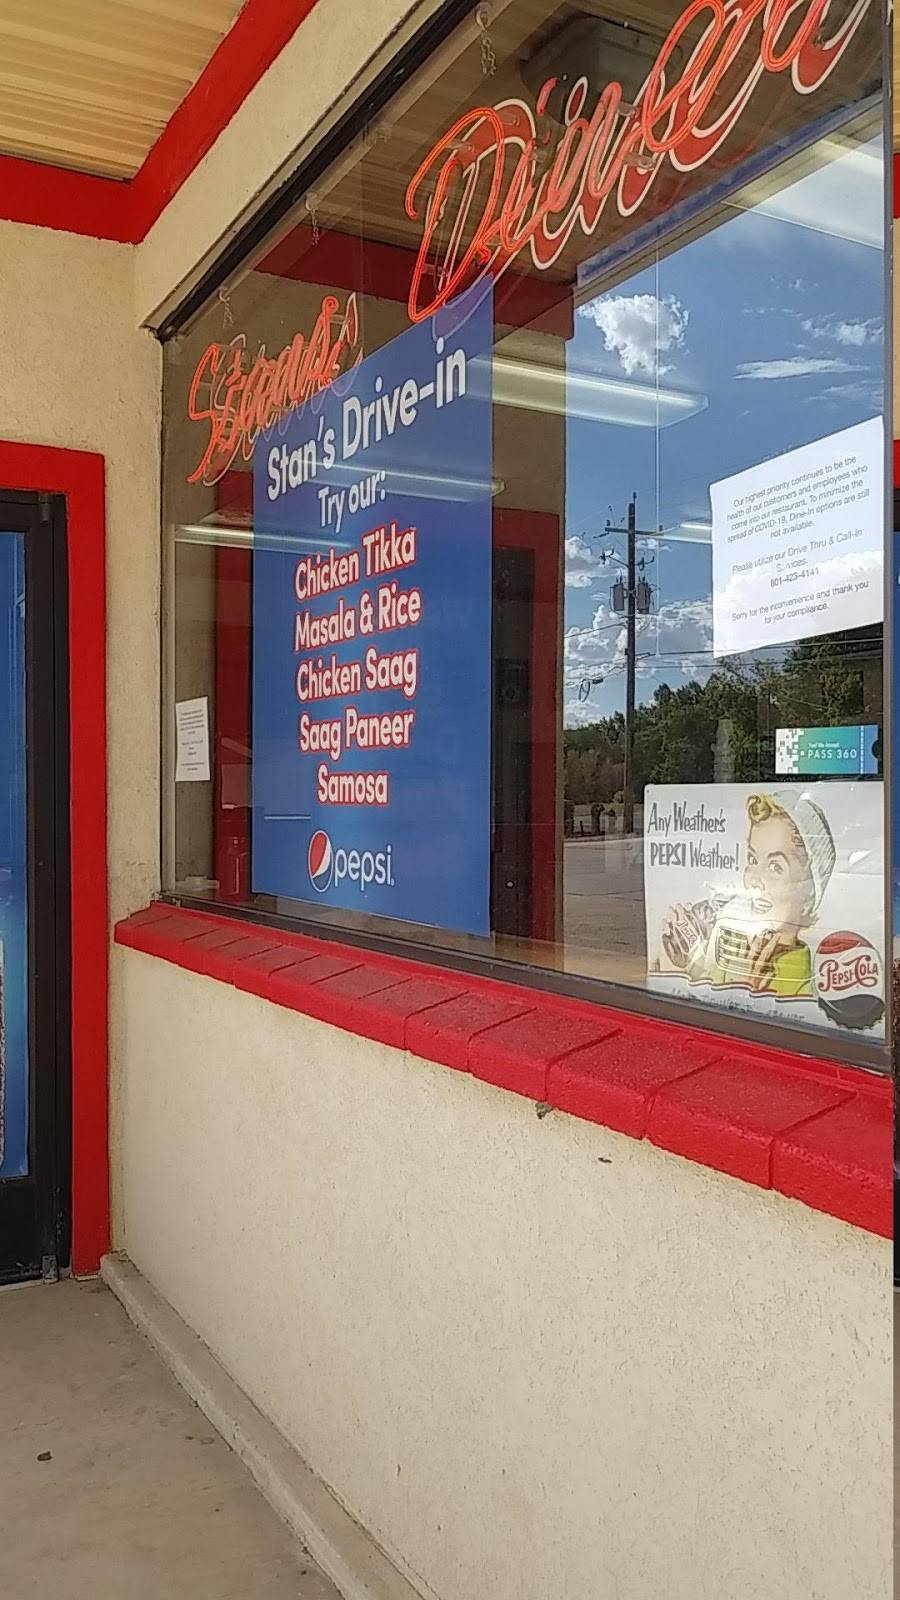 Stan's Diner
Stan's Drive-in
Try our:
Chicken Tikka
Masala & Rice
Chicken Saag
Saag Paneer
Samosa
pepsi
Our highest priority continues to be the
health of our customers and employees who
come into our restaurant. To minimize the
spread of COVID-19, Dine-In options are still
not available.
Please utilize our Drive Thru & Call-In
Services.
801-423-4141
Sorry for the inconvenience and thank you
for your compliance.
Yes! We Accept
PASS 360
Any Weather's
PEPSI Weather!
PEPSI-COLA